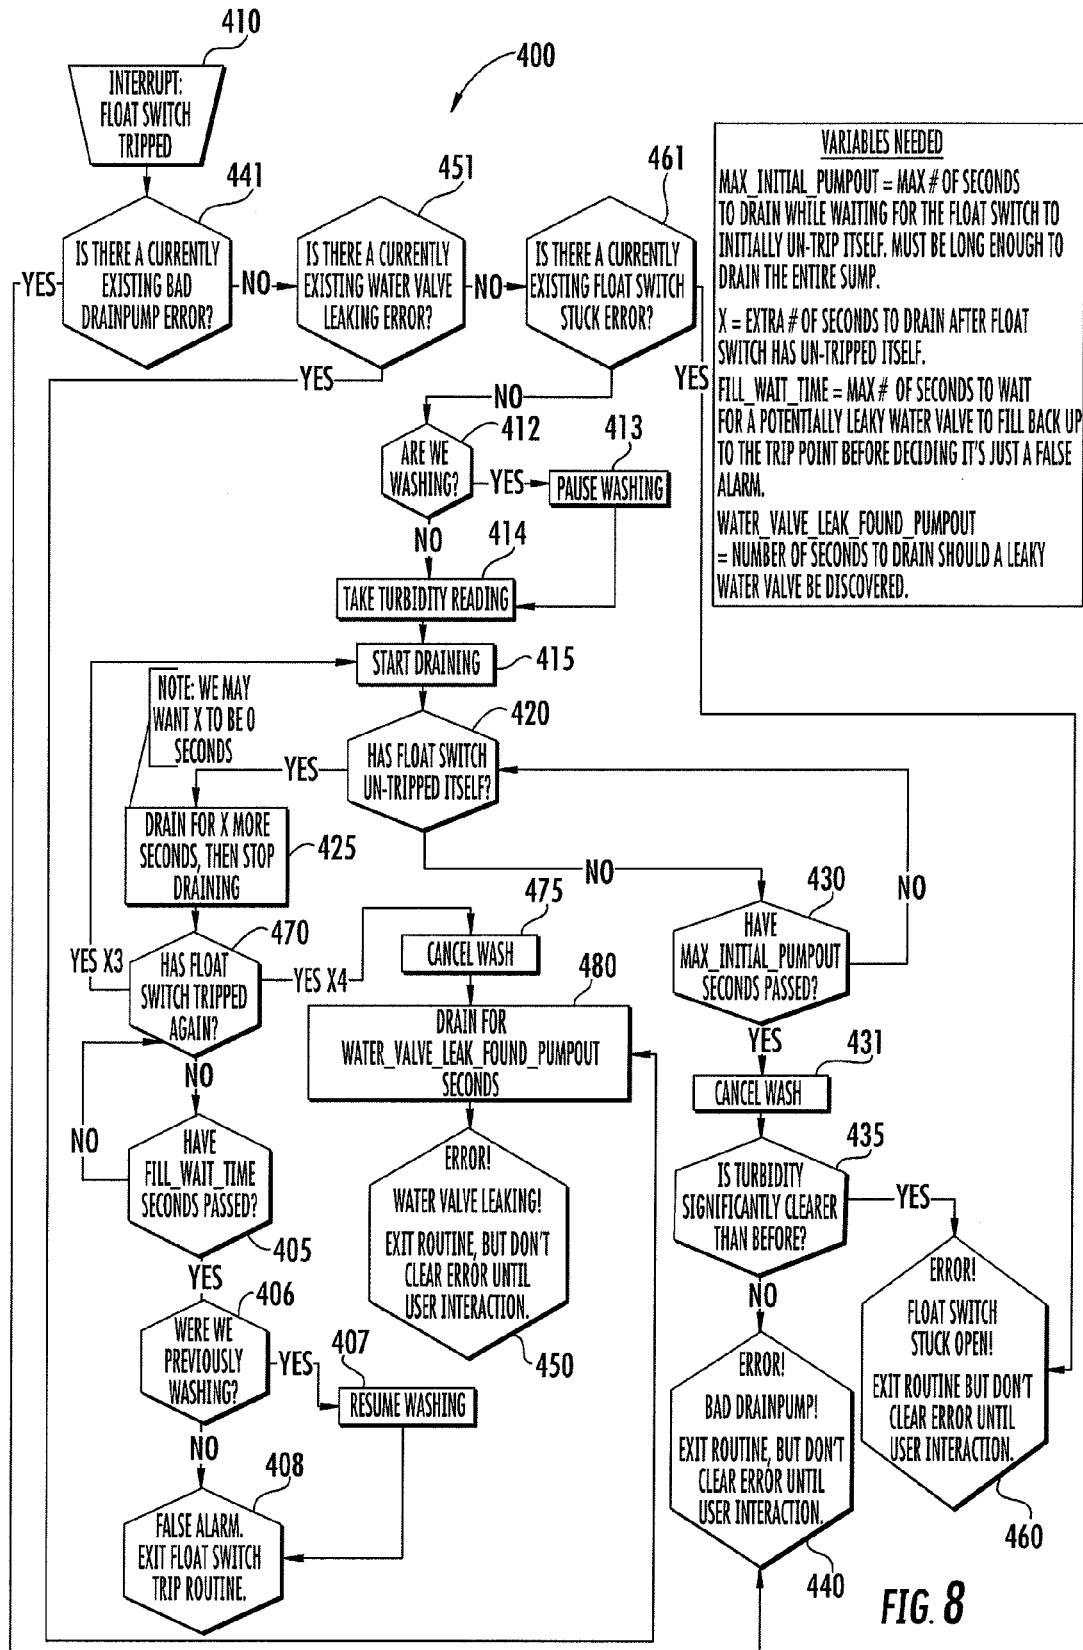 410
400
INTERRUPT:
FLOAT SWITCH
TRIPPED
441
IS THERE A CURRENTLY
EXISTING BAD
DRAINPUMP ERROR?
YES
NO
451
IS THERE A CURRENTLY
EXISTING WATER VALVE
LEAKING ERROR?
YES
NO
461
IS THERE A CURRENTLY
EXISTING FLOAT SWITCH
STUCK ERROR?
YES
NO
VARIABLES NEEDED
MAX_INITIAL_PUMPOUT = MAX # OF SECONDS
TO DRAIN WHILE WAITING FOR THE FLOAT SWITCH TO
INITIALLY UN-TRIP ITSELF. MUST BE LONG ENOUGH TO
DRAIN THE ENTIRE SUMP.
X = EXTRA # OF SECONDS TO DRAIN AFTER FLOAT
SWITCH HAS UN-TRIPPED ITSELF.
FILL_WAIT_TIME = MAX # OF SECONDS TO WAIT
FOR A POTENTIALLY LEAKY WATER VALVE TO FILL BACK UP
TO THE TRIP POINT BEFORE DECIDING IT'S JUST A FALSE
ALARM.
WATER_VALVE_LEAK_FOUND_PUMPOUT
= NUMBER OF SECONDS TO DRAIN SHOULD A LEAKY
WATER VALVE BE DISCOVERED.
412
ARE WE
WASHING?
YES
NO
413
PAUSE WASHING
414
TAKE TURBIDITY READING
START DRAINING
415
NOTE: WE MAY
WANT X TO BE 0
SECONDS
420
HAS FLOAT SWITCH
UN-TRIPPED ITSELF?
YES
NO
DRAIN FOR X MORE
SECONDS, THEN STOP
DRAINING
425
430
HAVE
MAX_INITIAL_PUMPOUT
SECONDS PASSED?
NO
YES
470
HAS FLOAT
SWITCH TRIPPED
AGAIN?
YES X3
YES X4
NO
475
CANCEL WASH
480
DRAIN FOR
WATER_VALVE_LEAK_FOUND_PUMPOUT
SECONDS
431
CANCEL WASH
HAVE
FILL_WAIT_TIME
SECONDS PASSED?
405
NO
YES
ERROR!
WATER VALVE LEAKING!
EXIT ROUTINE, BUT DON'T
CLEAR ERROR UNTIL
USER INTERACTION.
450
435
IS TURBIDITY
SIGNIFICANTLY CLEARER
THAN BEFORE?
YES
NO
406
WERE WE
PREVIOUSLY
WASHING?
YES
NO
407
RESUME WASHING
408
FALSE ALARM.
EXIT FLOAT SWITCH
TRIP ROUTINE.
ERROR!
BAD DRAINPUMP!
EXIT ROUTINE, BUT DON'T
CLEAR ERROR UNTIL
USER INTERACTION.
440
ERROR!
FLOAT SWITCH
STUCK OPEN!
EXIT ROUTINE BUT DON'T
CLEAR ERROR UNTIL
USER INTERACTION.
460
FIG. 8